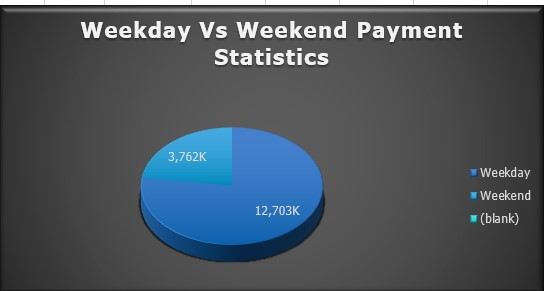 Weekday Vs Weekend Payment
Statistics
3,762K
12,703K
Weekday
Weekend
(blank)